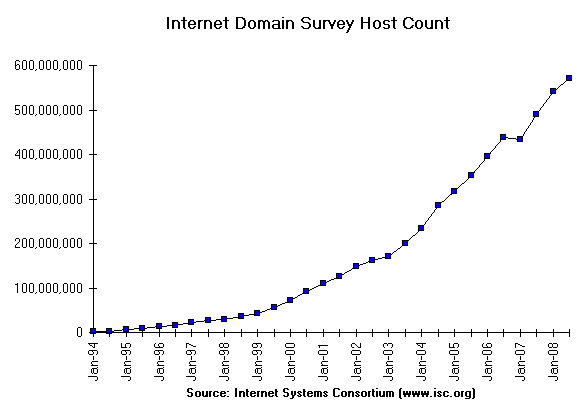 Internet Domain Survey Host Count
600,000,000
500,000,000
400,000,000
300,000,000
200,000,000
100,000,000
0
Jan-94
Jan-95
Jan-96
Jan-97
Jan-98
Jan-99
Jan-00
Jan-01
Jan-02
Jan-03
Jan-04
Jan-05
Jan-06
Jan-07
Jan-08
Source: Internet Systems Consortium (www.isc.org)